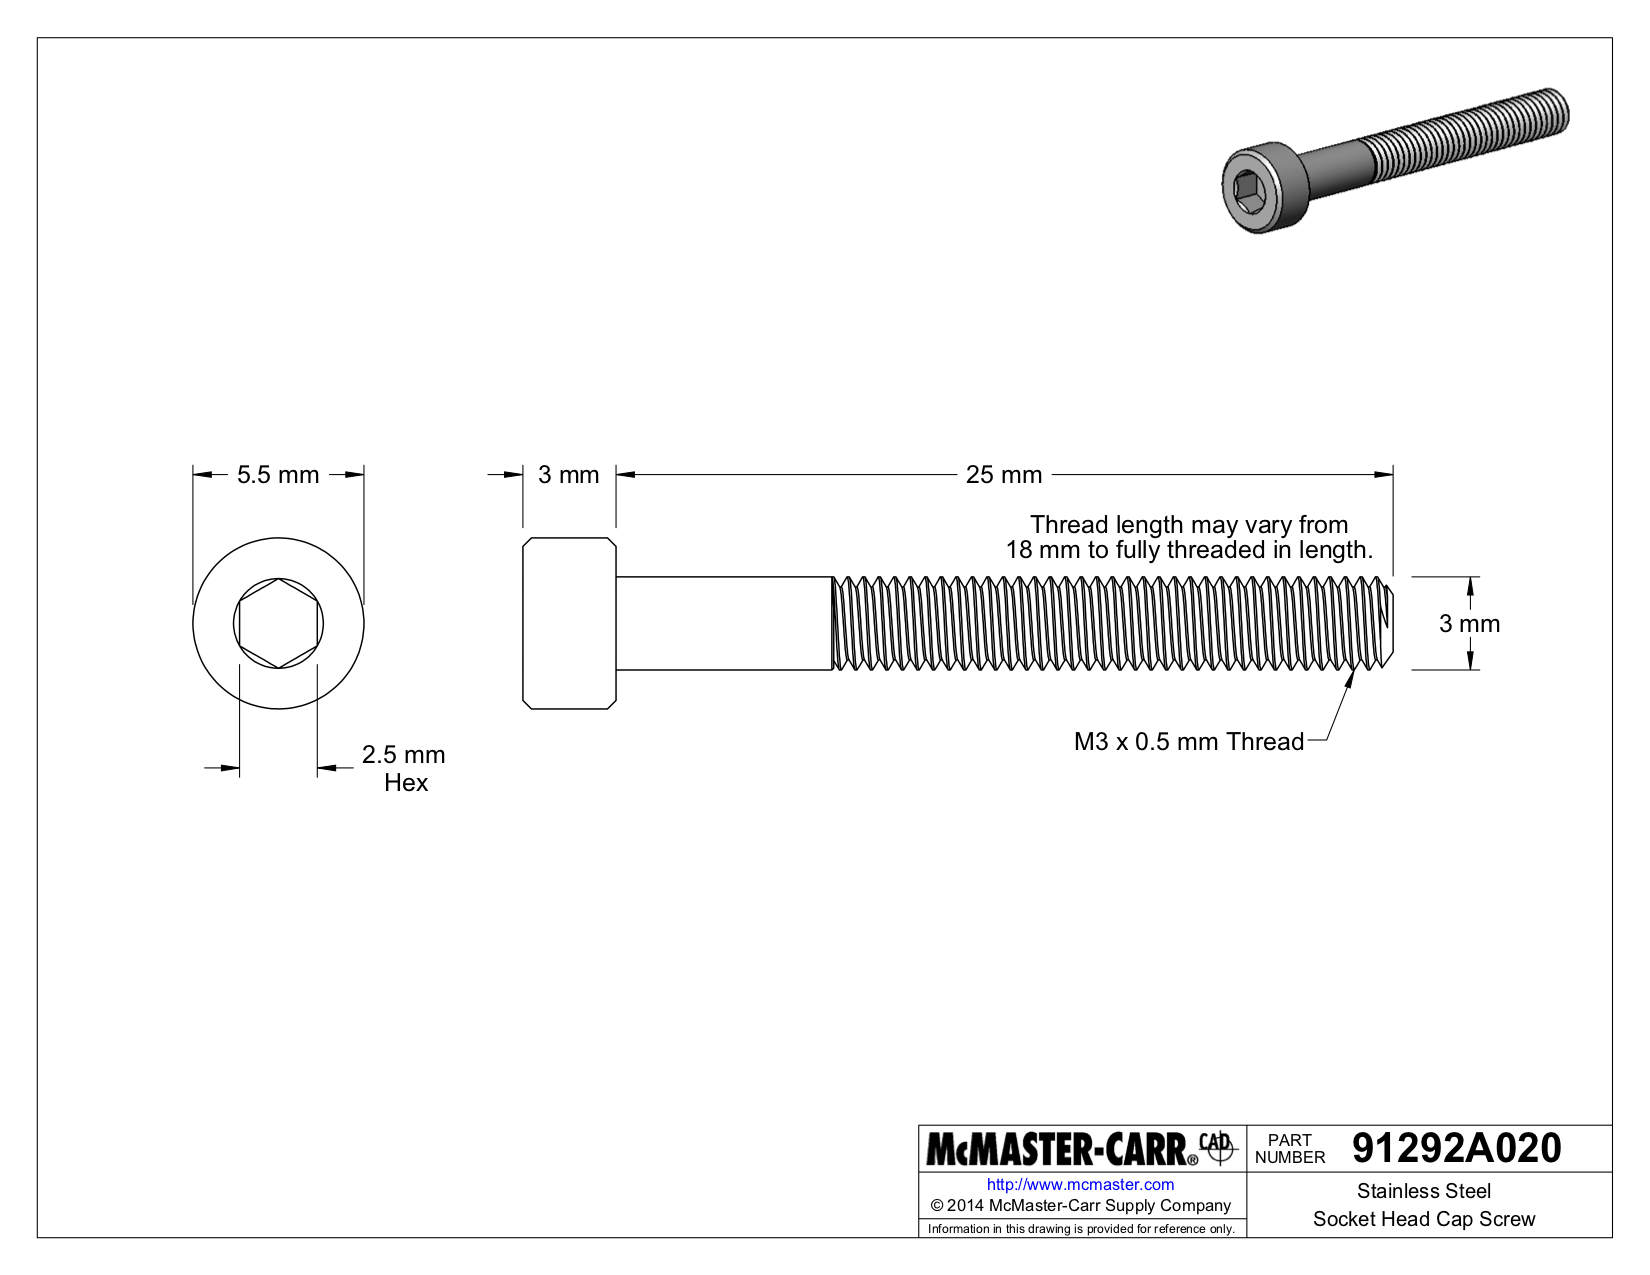 5.5 mm
3 mm
25 mm
Thread length may vary from
18 mm to fully threaded in length.
3 mm
M3 x 0.5 mm Thread
2.5 mm
Hex
McMASTER-CARR® CAD
PART
NUMBER
91292A020
http://www.mcmaster.com
© 2014 McMaster-Carr Supply Company
Information in this drawing is provided for reference only.
Stainless Steel
Socket Head Cap Screw